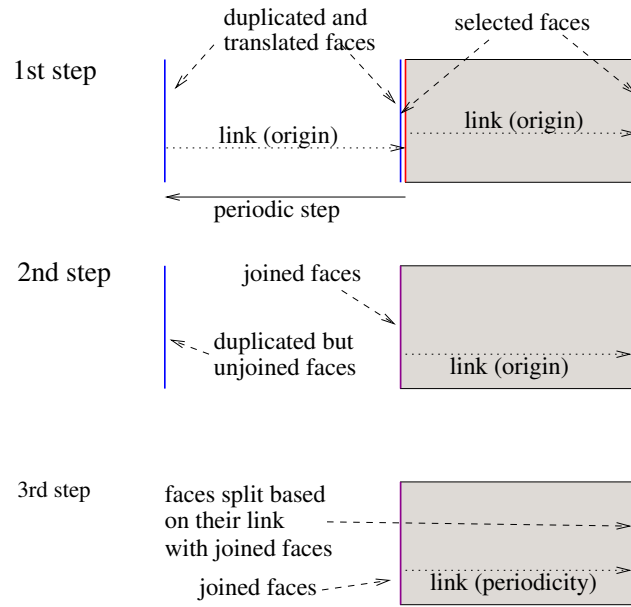 duplicated and
translated faces
selected faces
1st step
link (origin)
link (origin)
periodic step
2nd step
joined faces
duplicated but
unjoined faces
link (origin)
3rd step
faces split based
on their link
with joined faces
joined faces
link (periodicity)